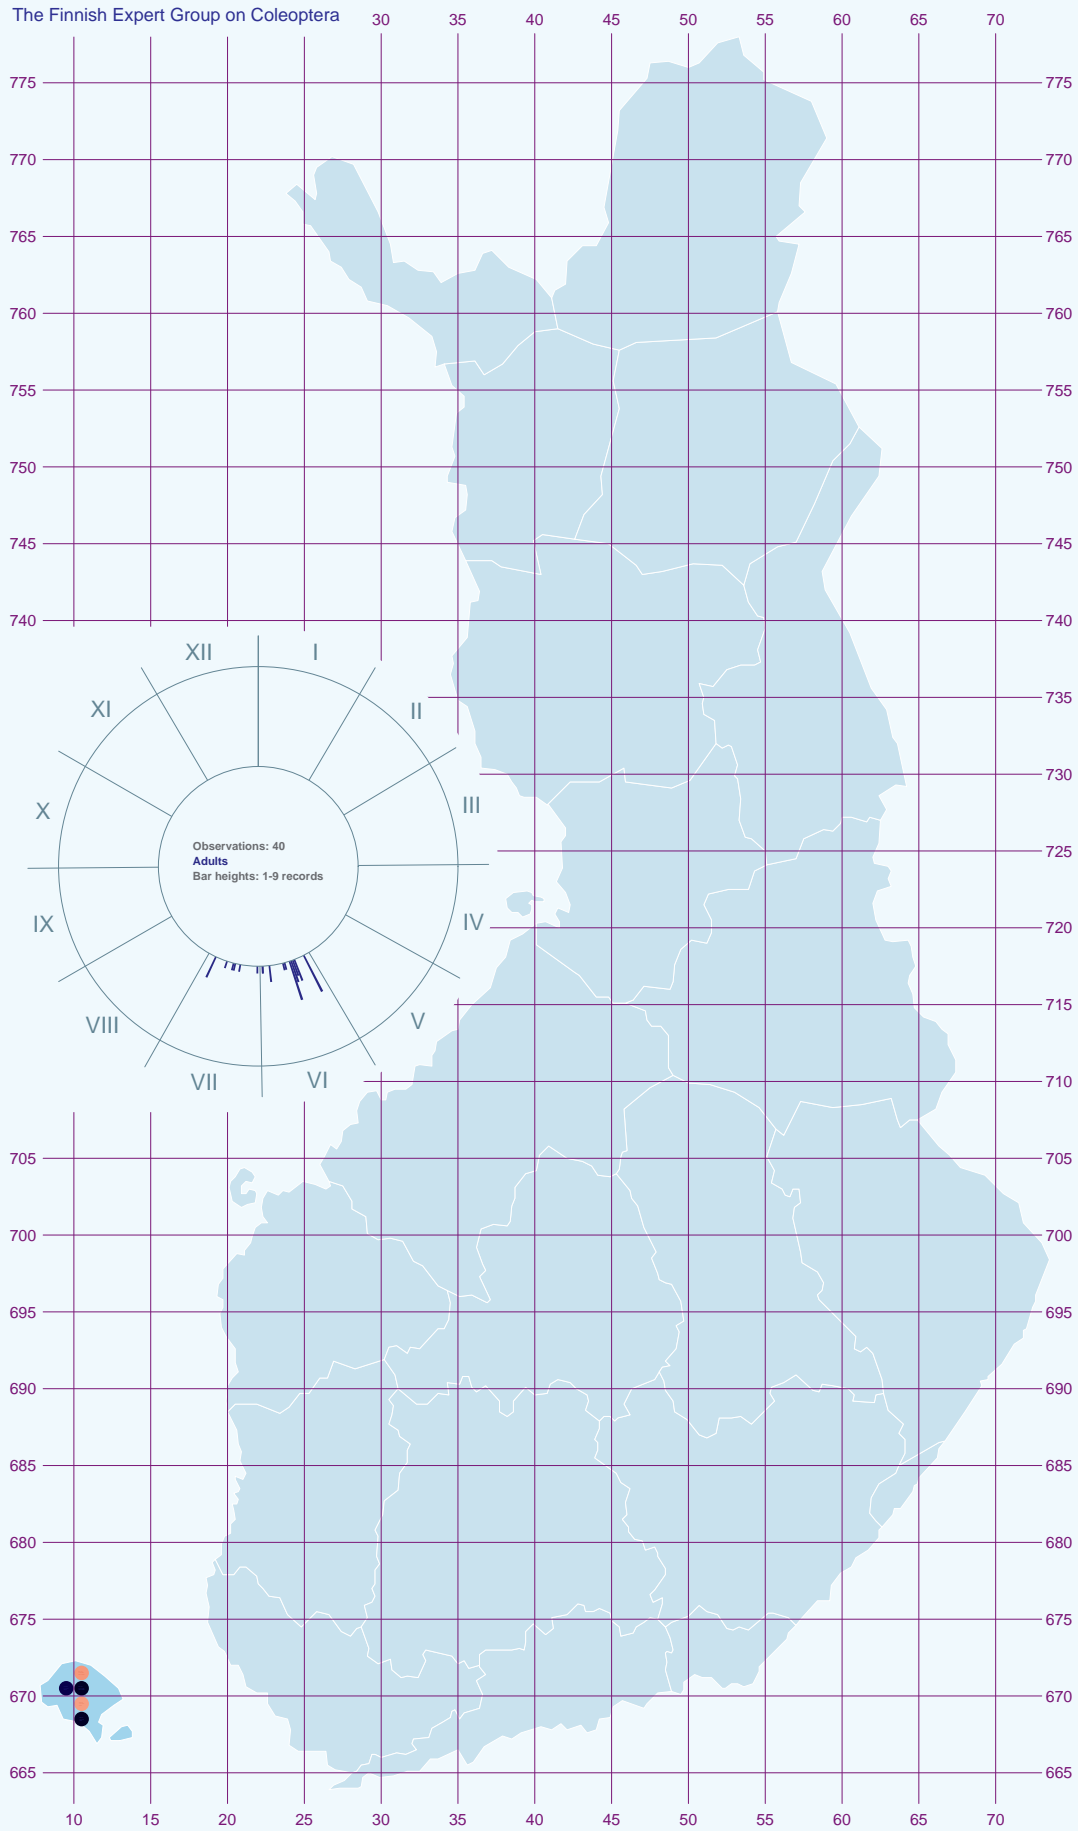 The Finnish Expert Group on Coleoptera 30 35 40 45 50 55 60 65 70
775 775
770 770
765 765
760 760
755 755
750 750
745 745
740 740
XII I
XI II
735
730
X III
725
Observations: 40
Adults
Bar heights: 1-9 records
IX IV
720
715
VIII V
VII VI
710
705 705
700 700
695 695
690 690
685 685
680 680
675 675
670 670
665 665
10 15 20 25 30 35 40 45 50 55 60 65 70